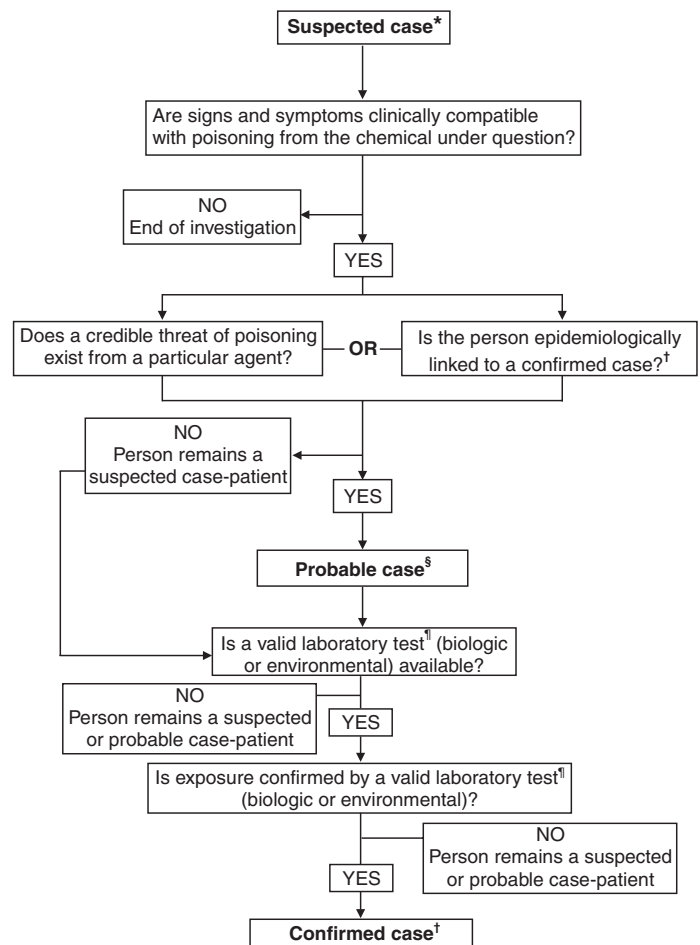 Suspected case*
Are signs and symptoms clinically compatible
with poisoning from the chemical under question?
NO
End of investigation
YES
Does a credible threat of poisoning
exist from a particular agent?
OR
Is the person epidemiologically
linked to a confirmed case?†
NO
Person remains a
suspected case-patient
YES
Probable case§
Is a valid laboratory test¶ (biologic
or environmental) available?
NO
Person remains a suspected
or probable case-patient
YES
Is exposure confirmed by a valid laboratory test¶
(biologic or environmental)?
NO
Person remains a suspected
or probable case-patient
YES
Confirmed case†